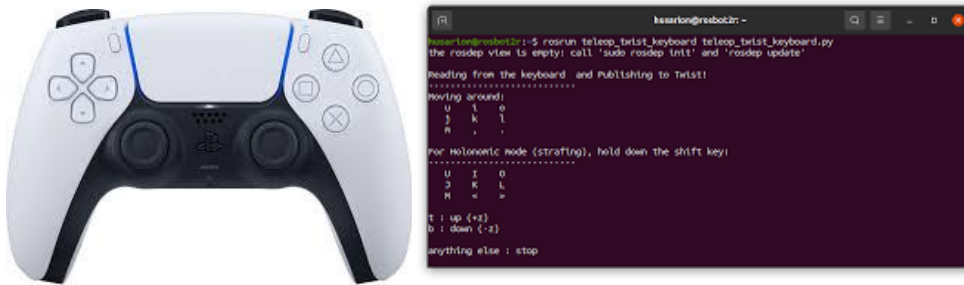 husarion@rosbot2r: ~
husarion@rosbot2r:~$ rosrun teleop_twist_keyboard teleop_twist_keyboard.py
the rosdep view is empty: call 'sudo rosdep init' and 'rosdep update'
Reading from the keyboard  and Publishing to Twist!
---------------------------
Moving around:
u i o
j k l
m , .
For Holonomic mode (strafing), hold down the shift key:
---------------------------
U I O
J K L
M < >
t : up (+z)
b : down (-z)
anything else : stop